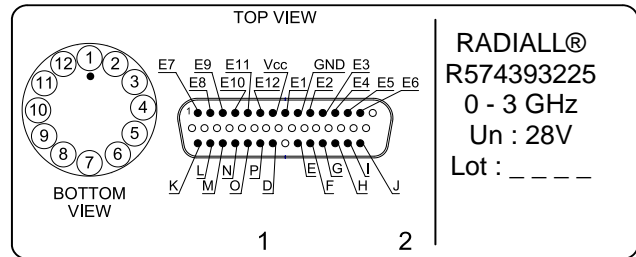 TOP VIEW
12 1 2
11 3
10 4
9 5
8 7 6
BOTTOM
VIEW
E7 E9 E11 Vcc GND E3
E8 E10 E12 E1 E2 E4 E5 E6
1
L N P E G I
K M O D F H J
1 2
RADIALL®
R574393225
0 - 3 GHz
Un : 28V
Lot : _ _ _ _